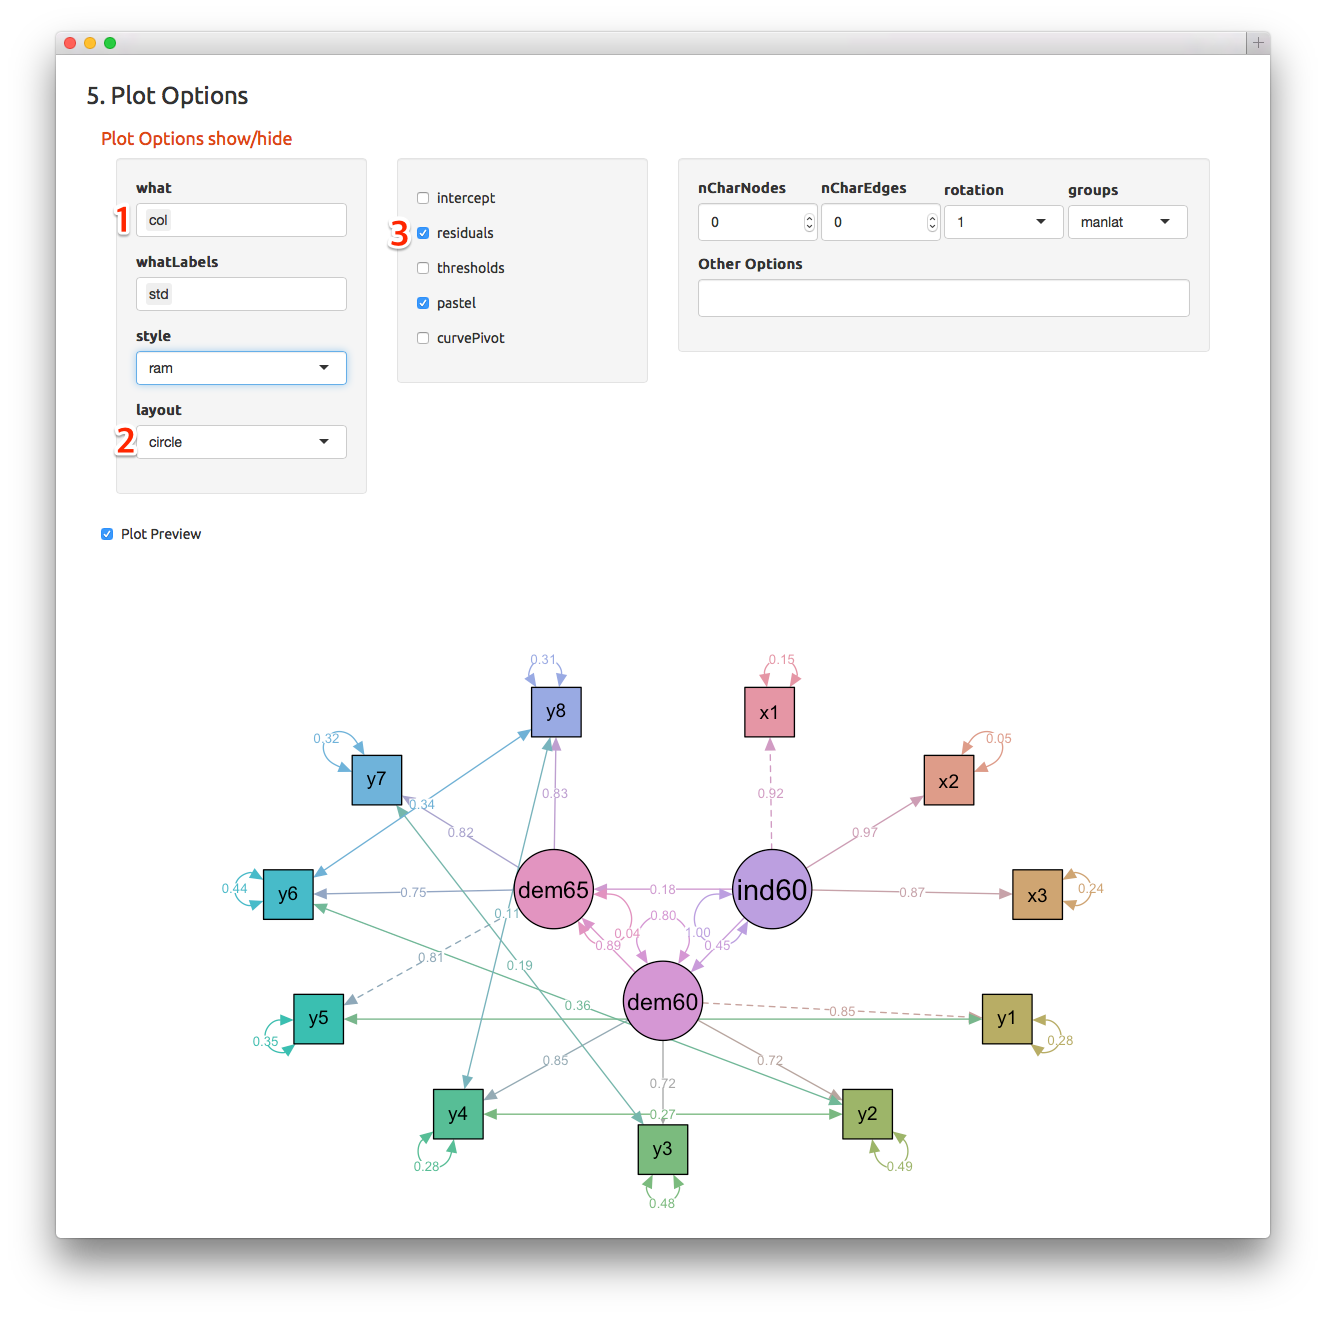 5. Plot Options
Plot Options show/hide
what
1
col
whatLabels
std
style
ram
layout
2
circle
intercept
3
residuals
thresholds
pastel
curvePivot
nCharNodes nCharEdges rotation groups
0 0 1 manlat
Other Options
Plot Preview
0.31 0.15
y8 x1
0.32 0.05
y7 x2
0.83 0.92
0.34
0.82 0.97
0.44 y6 0.75 dem65 0.18 ind60 0.87 x3 0.24
0.11 0.80
0.04 1.00
0.89 0.45
0.81
0.19
dem60
0.36 0.85
y5 y1
0.35 0.28
0.85 0.72
0.72
y4 0.27 y2
y3
0.28 0.49
0.48